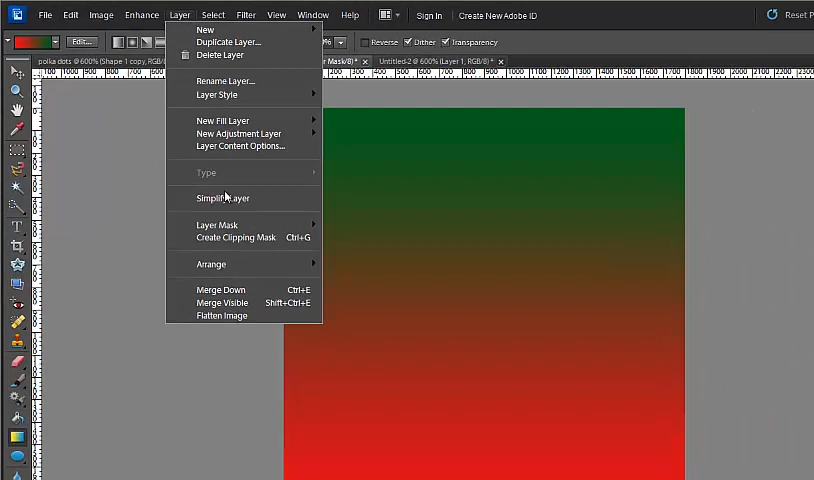 File Edit Image Enhance Layer Select Filter View Window Help Sign In Create New Adobe ID Reset P
Edit... % Reverse Dither Transparency
polka dots @ 600% (Shape 1 copy, RGB/8) Mask/8) * Untitled-2 @ 600% (Layer 1, RGB/8) *
New
Duplicate Layer...
Delete Layer
Rename Layer...
Layer Style
New Fill Layer
New Adjustment Layer
Layer Content Options...
Type
Simplify Layer
Layer Mask
Create Clipping Mask Ctrl+G
Arrange
Merge Down Ctrl+E
Merge Visible Shift+Ctrl+E
Flatten Image